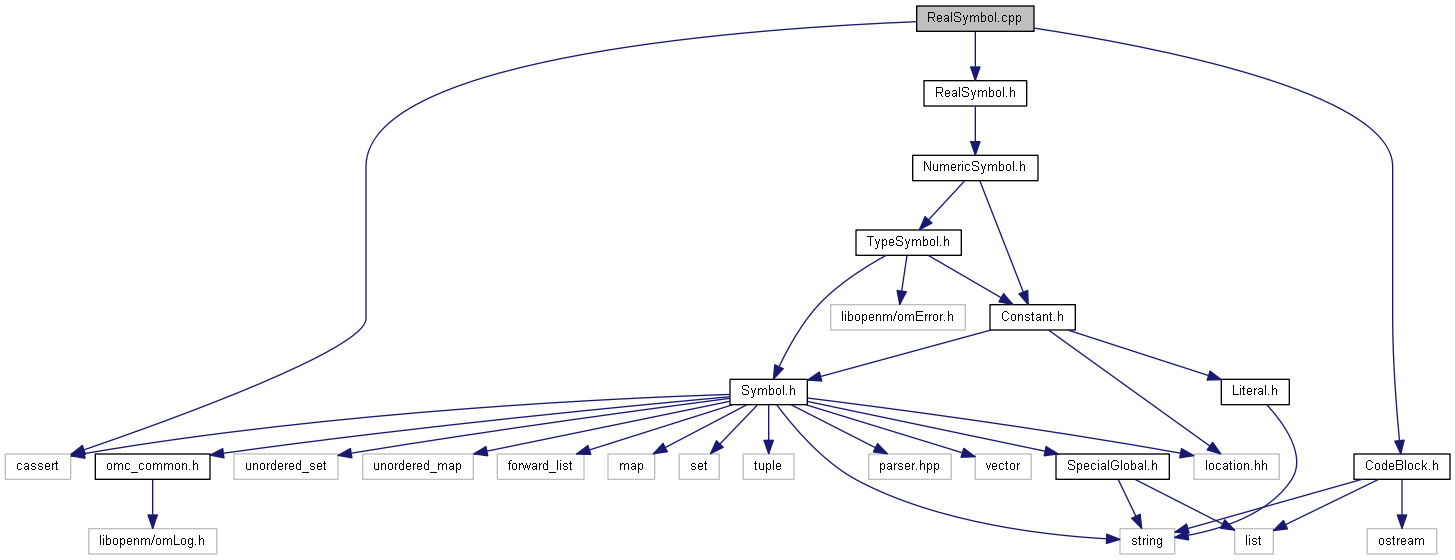 RealSymbol.cpp
RealSymbol.h
NumericSymbol.h
TypeSymbol.h
libopenm/omError.h
Constant.h
Symbol.h
Literal.h
cassert
omc_common.h
unordered_set
unordered_map
forward_list
map
set
tuple
parser.hpp
vector
SpecialGlobal.h
location.hh
CodeBlock.h
libopenm/omLog.h
string
list
ostream